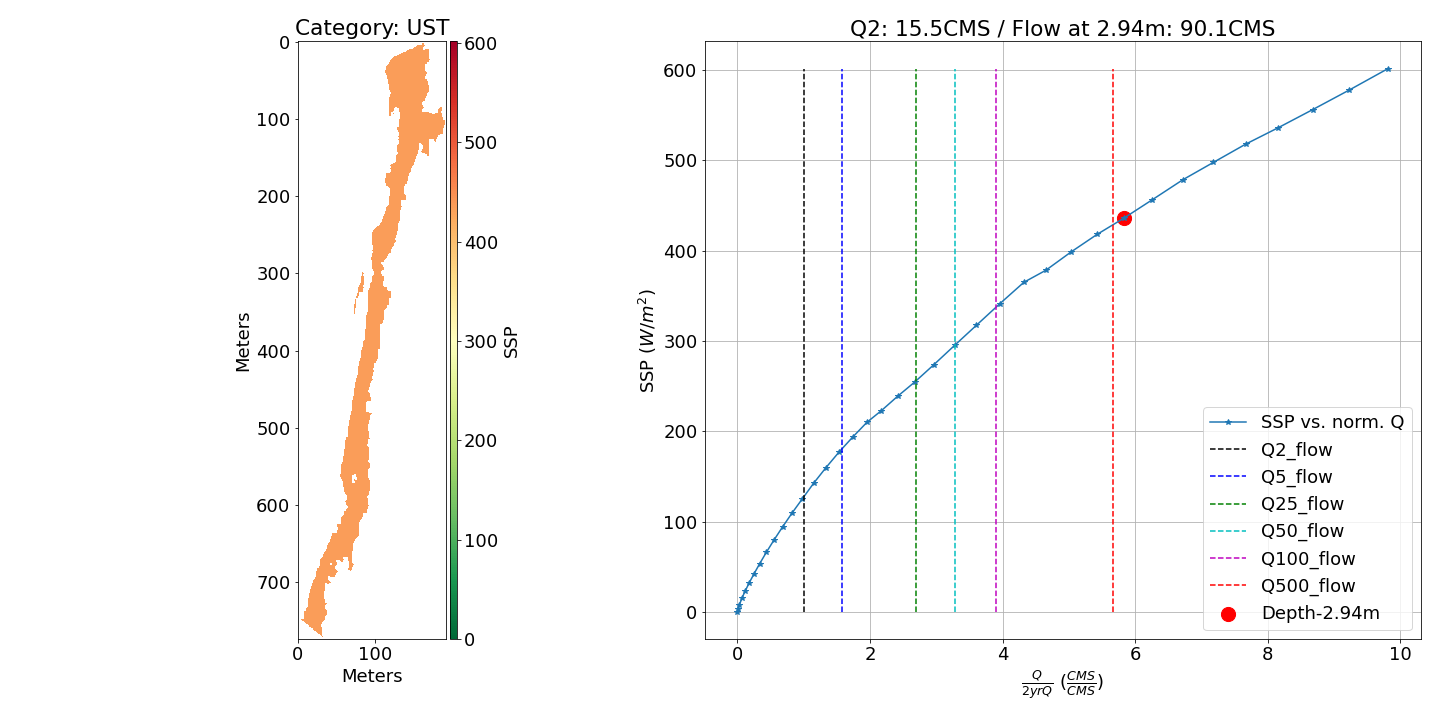 Category: UST
0
100
200
300
400
500
600
700
Meters
0
100
Meters
600
500
400
300
200
100
0
SSP
Q2: 15.5CMS / Flow at 2.94m: 90.1CMS
600
500
400
300
200
100
0
SSP (W/m²)
0 2 4 6 8 10
Q/2yrQ (CMS/CMS)
SSP vs. norm. Q
Q2_flow
Q5_flow
Q25_flow
Q50_flow
Q100_flow
Q500_flow
Depth-2.94m